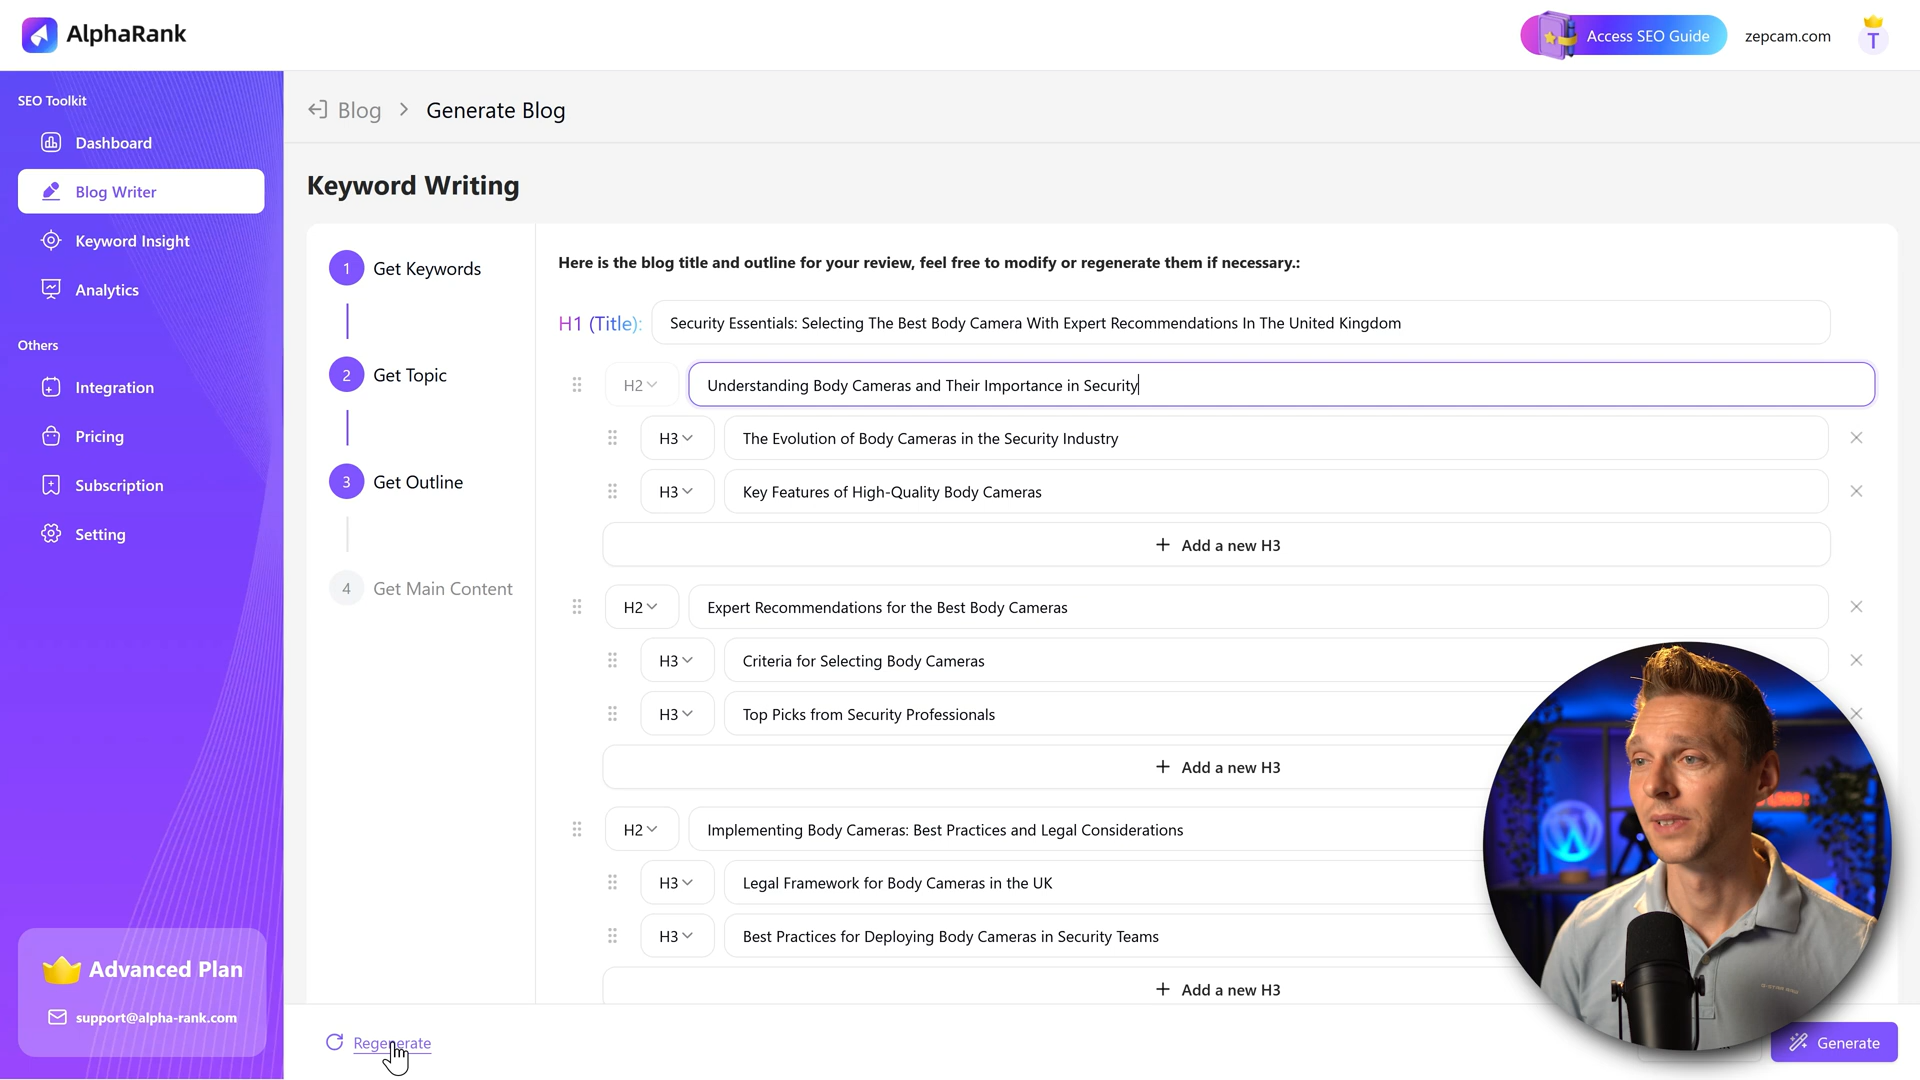 AlphaRank
Access SEO Guide
zepcam.com
T
SEO Toolkit
Dashboard
Blog Writer
Keyword Insight
Analytics
Others
Integration
Pricing
Subscription
Setting
Advanced Plan
support@alpha-rank.com
Blog > Generate Blog
Keyword Writing
1 Get Keywords
2 Get Topic
3 Get Outline
4 Get Main Content
Here is the blog title and outline for your review, feel free to modify or regenerate them if necessary.:
H1 (Title): Security Essentials: Selecting The Best Body Camera With Expert Recommendations In The United Kingdom
H2 Understanding Body Cameras and Their Importance in Security
H3 The Evolution of Body Cameras in the Security Industry
H3 Key Features of High-Quality Body Cameras
+ Add a new H3
H2 Expert Recommendations for the Best Body Cameras
H3 Criteria for Selecting Body Cameras
H3 Top Picks from Security Professionals
+ Add a new H3
H2 Implementing Body Cameras: Best Practices and Legal Considerations
H3 Legal Framework for Body Cameras in the UK
H3 Best Practices for Deploying Body Cameras in Security Teams
+ Add a new H3
Regenerate
Generate